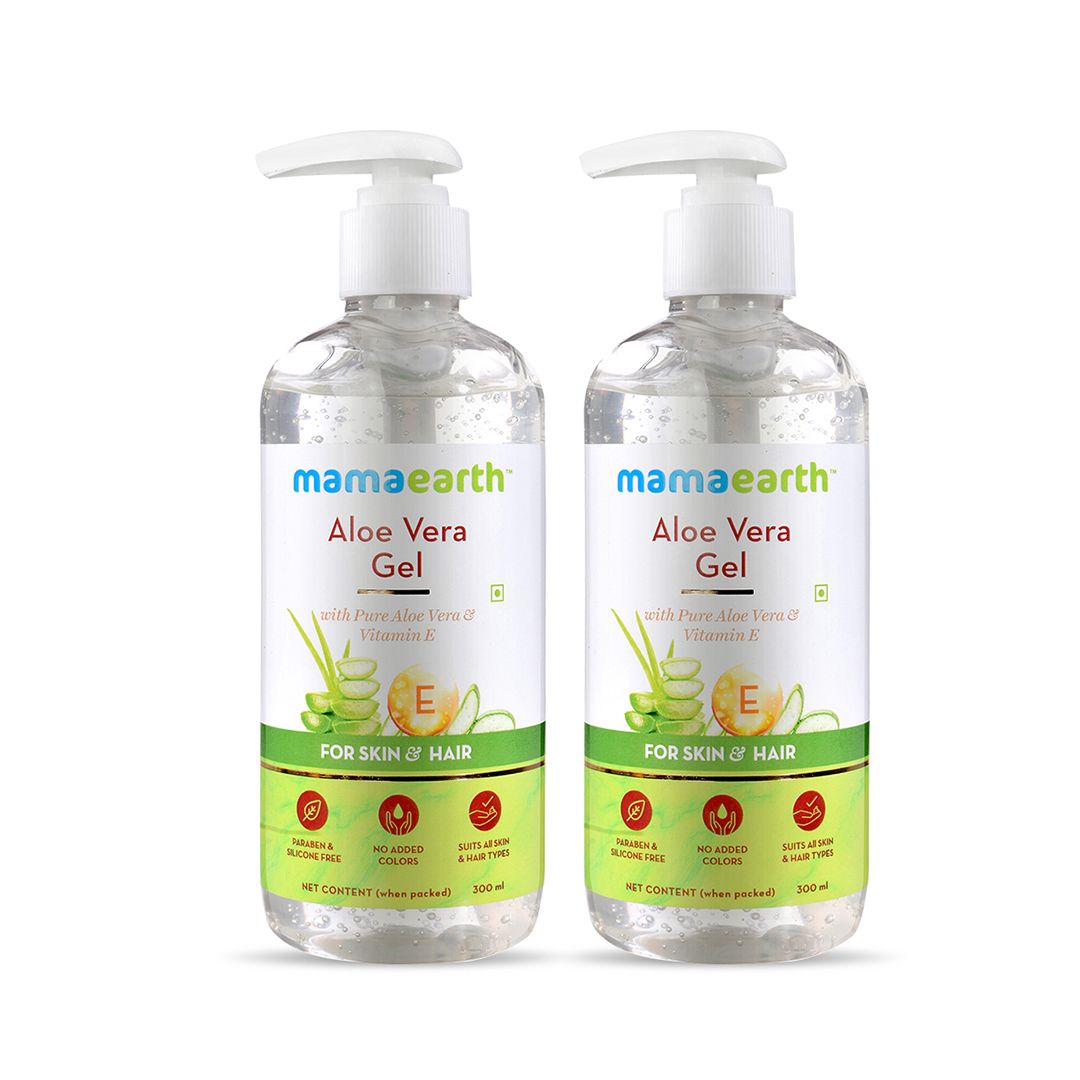 mamaearth™
Aloe Vera
Gel
with Pure Aloe Vera &
Vitamin E
E
FOR SKIN & HAIR
PARABEN &
SILICONE FREE
NO ADDED
COLORS
SUITS All SKIN
& HAIR TYPES
NET CONTENT (when packed) 300 ml
mamaearth™
Aloe Vera
Gel
with Pure Aloe Vera &
Vitamin E
E
FOR SKIN & HAIR
PARABEN &
SILICONE FREE
NO ADDED
COLORS
SUITS All SKIN
& HAIR TYPES
NET CONTENT (when packed) 300 ml